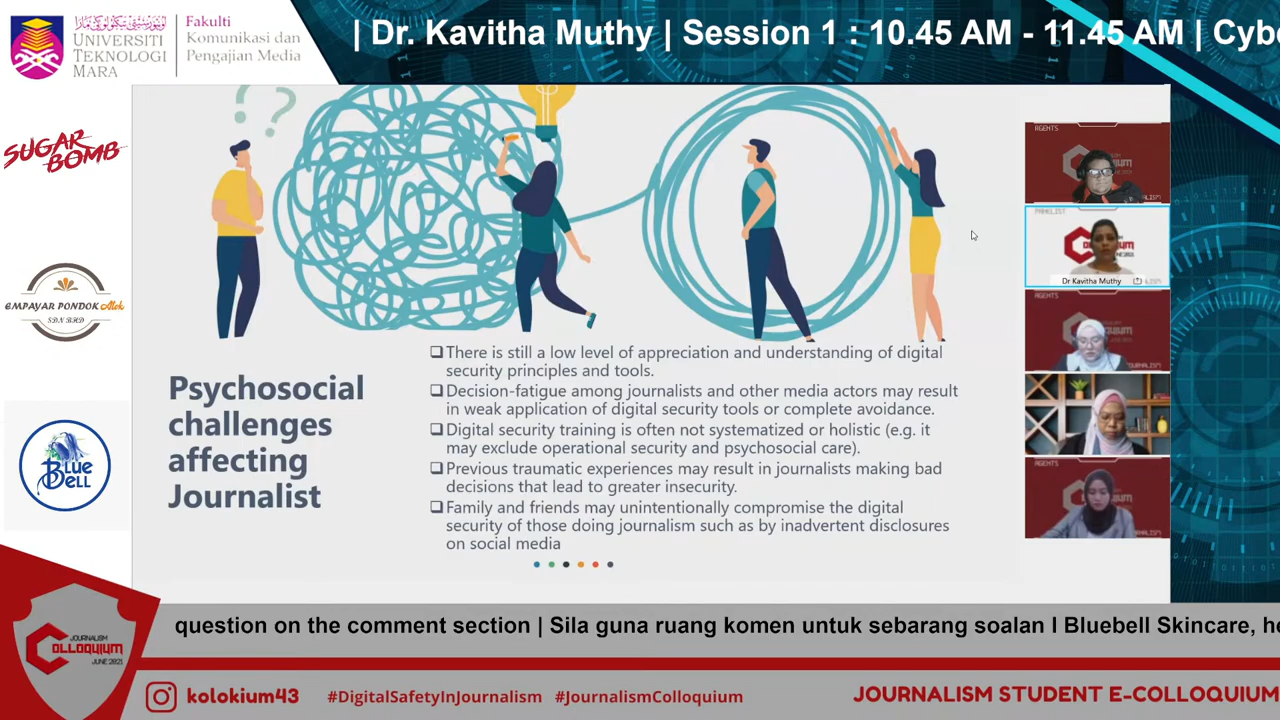 UNIVERSITI
TEKNOLOGI
MARA
Fakulti
Komunikasi dan
Pengajian Media
| Dr. Kavitha Muthy | Session 1 : 10.45 AM - 11.45 AM | Cybe
SUGAR
BOMB
EMPAYAR PONDOK Atok
SDN BHD
BLUE
BELL
Psychosocial
challenges
affecting
Journalist
❑There is still a low level of appreciation and understanding of digital
security principles and tools.
❑Decision-fatigue among journalists and other media actors may result
in weak application of digital security tools or complete avoidance.
❑Digital security training is often not systematized or holistic (e.g. it
may exclude operational security and psychosocial care).
❑Previous traumatic experiences may result in journalists making bad
decisions that lead to greater insecurity.
❑Family and friends may unintentionally compromise the digital
security of those doing journalism such as by inadvertent disclosures
on social media
AGENTS
PANELIST
Dr Kavitha Muthy
AGENTS
AGENTS
question on the comment section | Sila guna ruang komen untuk sebarang soalan I Bluebell Skincare, he
JOURNALISM
COLLOQUIUM
JUNE 2021
kolokium43
#DigitalSafetyInJournalism #JournalismColloquium
JOURNALISM STUDENT E-COLLOQUIUM